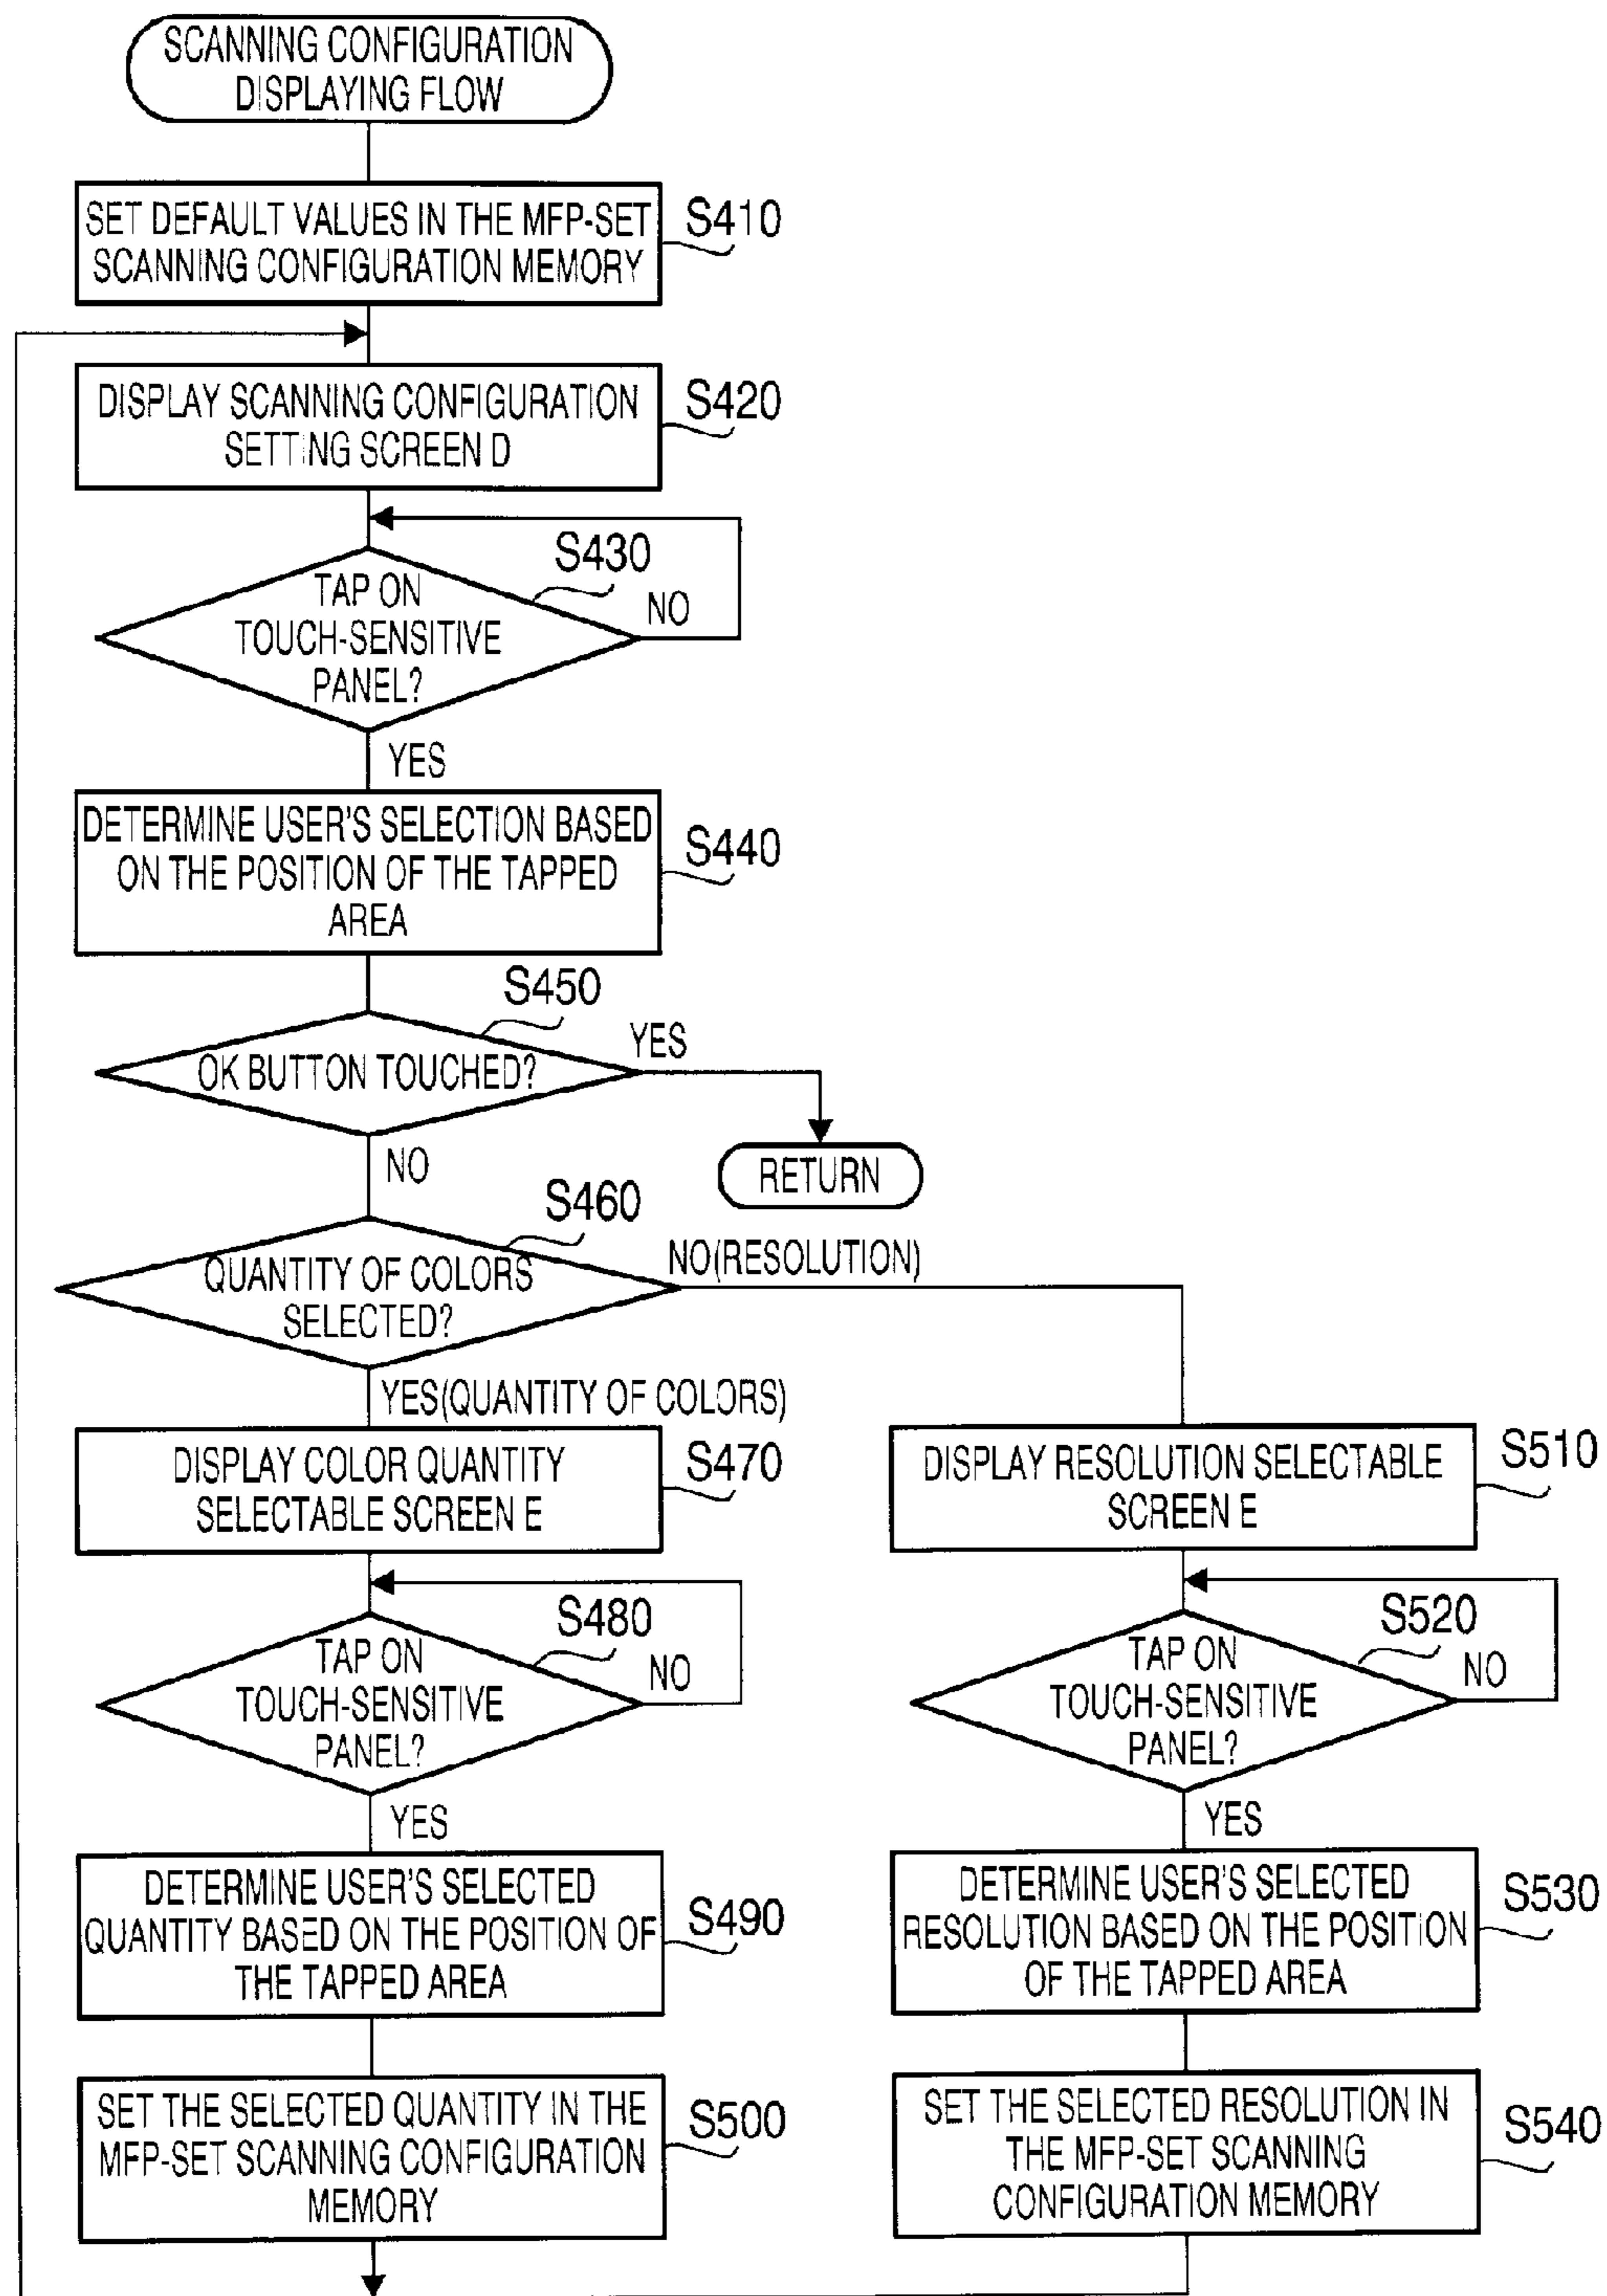 SCANNING CONFIGURATION
DISPLAYING FLOW
SET DEFAULT VALUES IN THE MFP-SET
SCANNING CONFIGURATION MEMORY
S410
DISPLAY SCANNING CONFIGURATION
SETTING SCREEN D
S420
S430
TAP ON
TOUCH-SENSITIVE
PANEL?
NO
YES
DETERMINE USER'S SELECTION BASED
ON THE POSITION OF THE TAPPED
AREA
S440
S450
OK BUTTON TOUCHED?
YES
NO
RETURN
S460
QUANTITY OF COLORS
SELECTED?
NO(RESOLUTION)
YES(QUANTITY OF COLORS)
DISPLAY COLOR QUANTITY
SELECTABLE SCREEN E
S470
DISPLAY RESOLUTION SELECTABLE
SCREEN E
S510
S480
TAP ON
TOUCH-SENSITIVE
PANEL?
NO
YES
S520
TAP ON
TOUCH-SENSITIVE
PANEL?
NO
YES
DETERMINE USER'S SELECTED
QUANTITY BASED ON THE POSITION OF
THE TAPPED AREA
S490
DETERMINE USER'S SELECTED
RESOLUTION BASED ON THE POSITION
OF THE TAPPED AREA
S530
SET THE SELECTED QUANTITY IN THE
MFP-SET SCANNING CONFIGURATION
MEMORY
S500
SET THE SELECTED RESOLUTION IN
THE MFP-SET SCANNING
CONFIGURATION MEMORY
S540